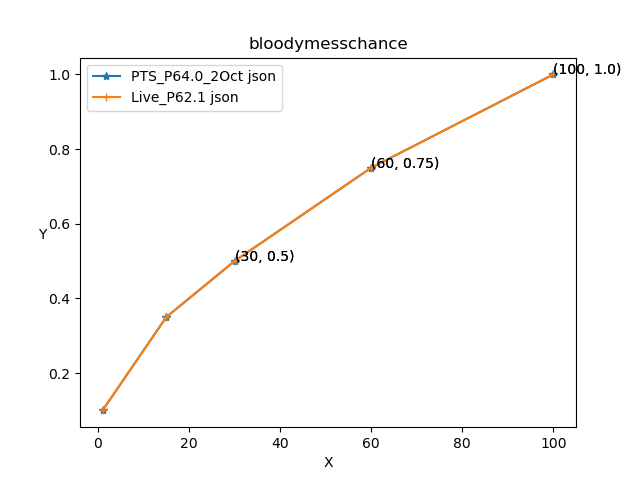 bloodymesschance
PTS_P64.0_2Oct json
Live_P62.1 json
(100, 1.0)
(60, 0.75)
(30, 0.5)
1.0
0.8
0.6
0.4
0.2
Y
0
20
40
60
80
100
X